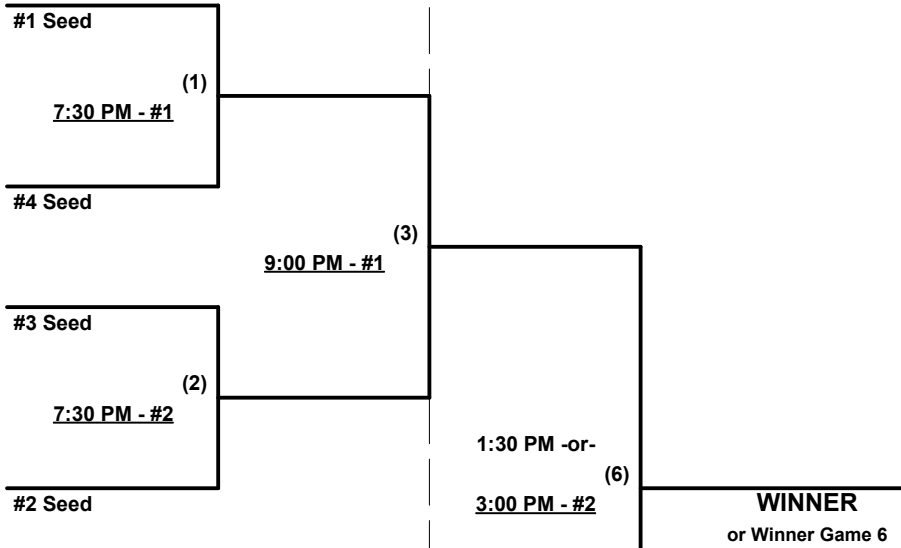 #1 Seed
(1)
7:30 PM - #1
#4 Seed
(3)
9:00 PM - #1
#3 Seed
(2)
7:30 PM - #2
#2 Seed
1:30 PM -or-
(6)
3:00 PM - #2
WINNER
or Winner Game 6